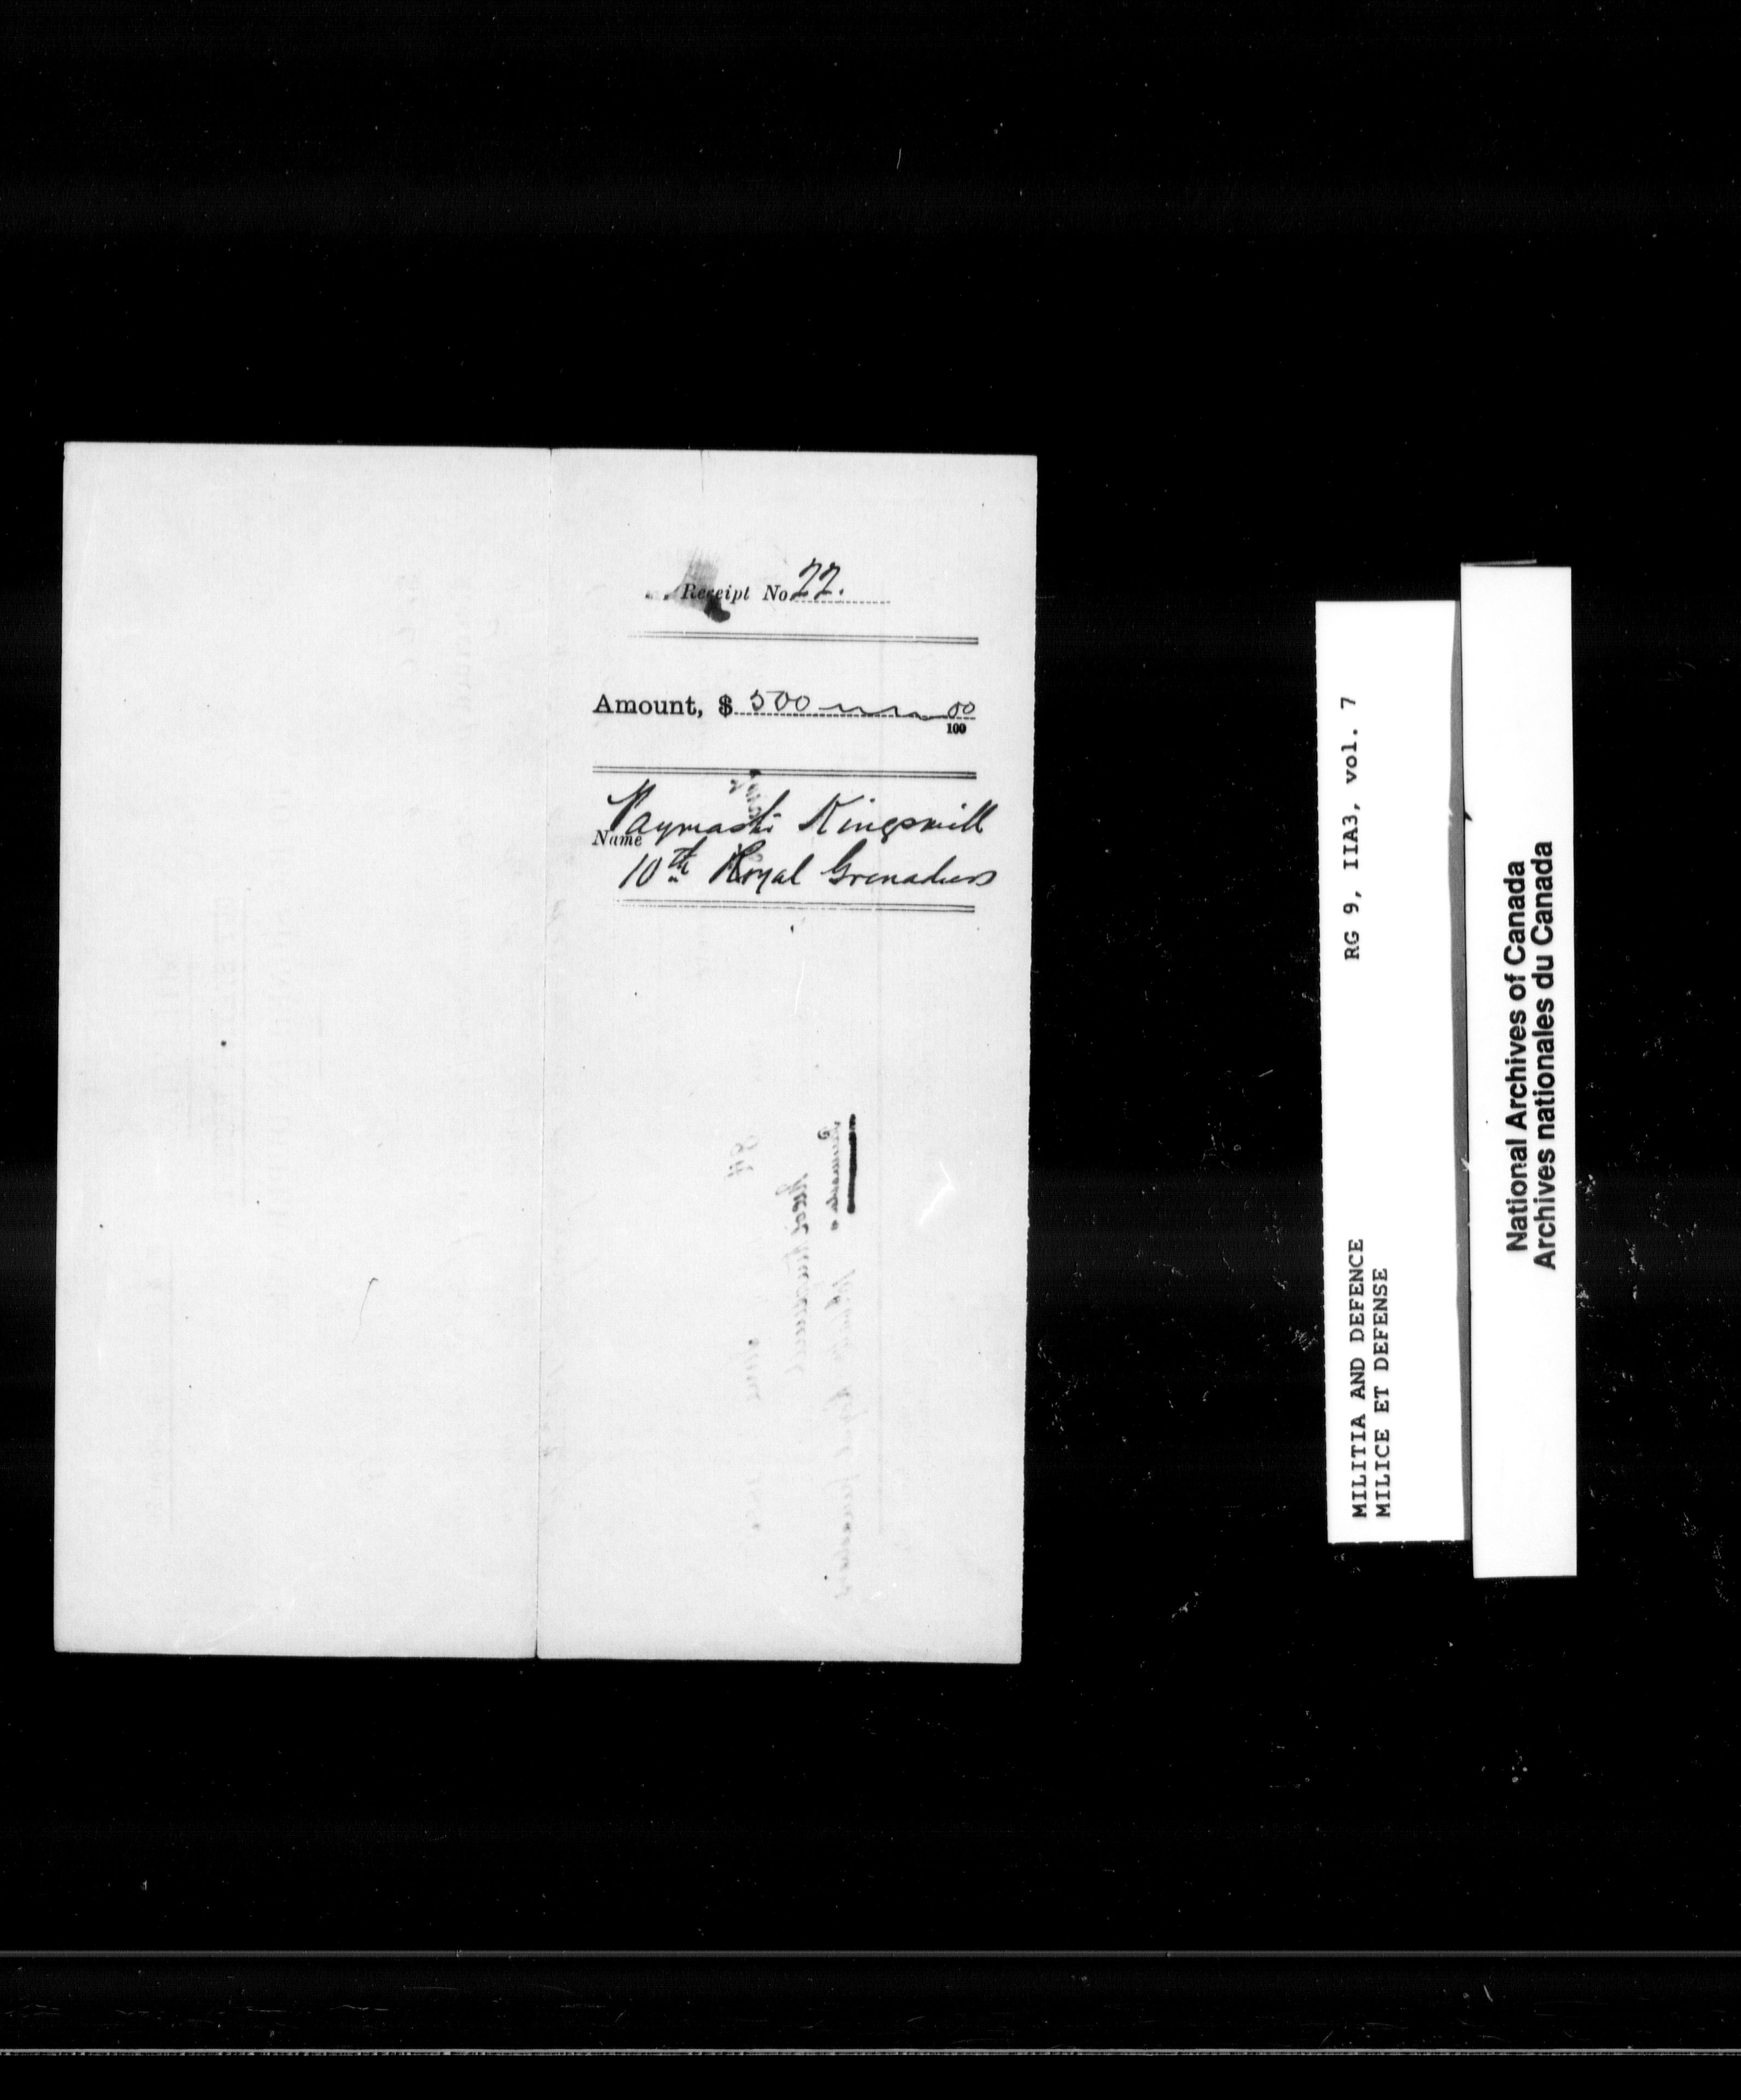 Receipt No 22.
Amount, $ 500 00/100
Name Paymastr Kingsmill
10th Royal Grenadiers
RG 9, IIA3, vol. 7
MILITIA AND DEFENCE
MILICE ET DEFENSE
National Archives of Canada
Archives nationales du Canada